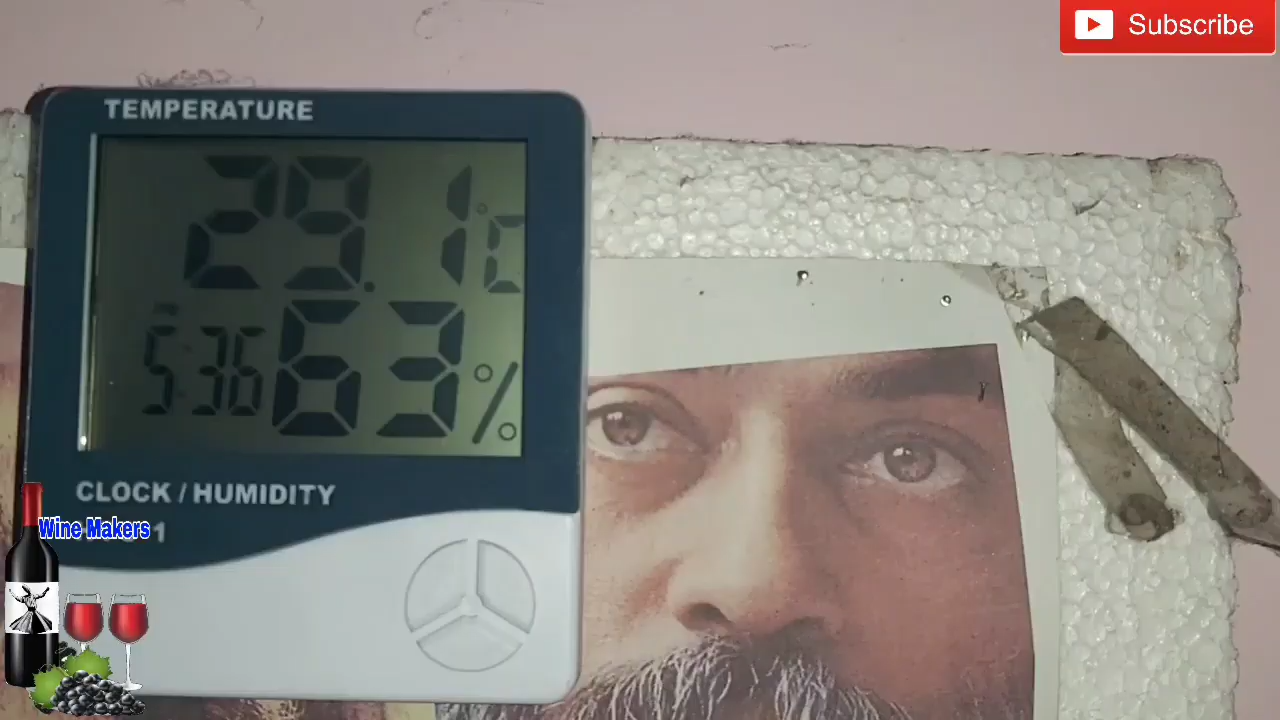 Subscribe
TEMPERATURE
29.1°C
5:36 63%
CLOCK / HUMIDITY
Wine Makers